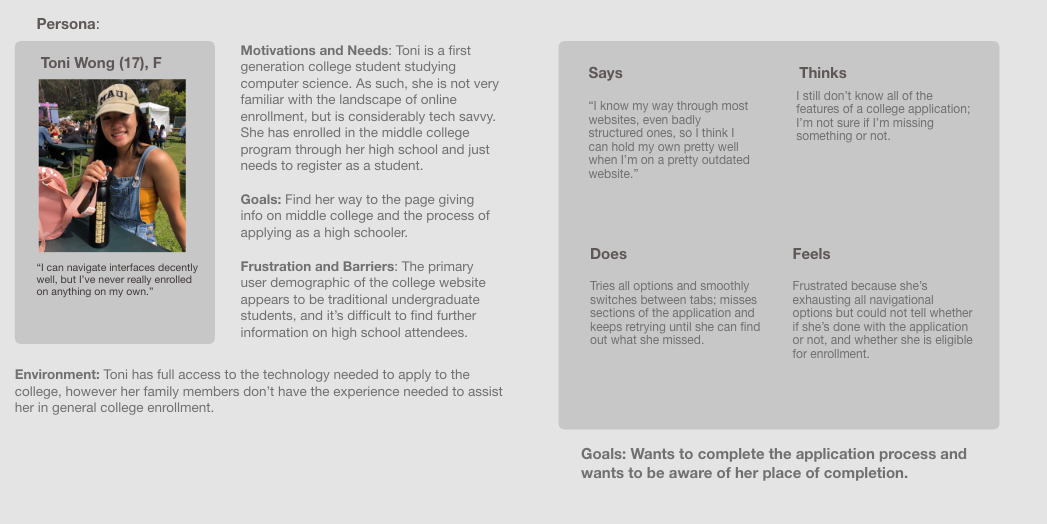 Persona:
Toni Wong (17), F
MAUI
“I can navigate interfaces decently
well, but I’ve never really enrolled
on anything on my own.”
Motivations and Needs: Toni is a first
generation college student studying
computer science. As such, she is not very
familiar with the landscape of online
enrollment, but is considerably tech savvy.
She has enrolled in the middle college
program through her high school and just
needs to register as a student.
Goals: Find her way to the page giving
info on middle college and the process of
applying as a high schooler.
Frustration and Barriers: The primary
user demographic of the college website
appears to be traditional undergraduate
students, and it’s difficult to find further
information on high school attendees.
Environment: Toni has full access to the technology needed to apply to the
college, however her family members don’t have the experience needed to assist
her in general college enrollment.
Says
“I know my way through most
websites, even badly
structured ones, so I think I
can hold my own pretty well
when I’m on a pretty outdated
website.”
Thinks
I still don’t know all of the
features of a college application;
I’m not sure if I’m missing
something or not.
Does
Tries all options and smoothly
switches between tabs; misses
sections of the application and
keeps retrying until she can find
out what she missed.
Feels
Frustrated because she’s
exhausting all navigational
options but could not tell whether
if she’s done with the application
or not, and whether she is eligible
for enrollment.
Goals: Wants to complete the application process and
wants to be aware of her place of completion.